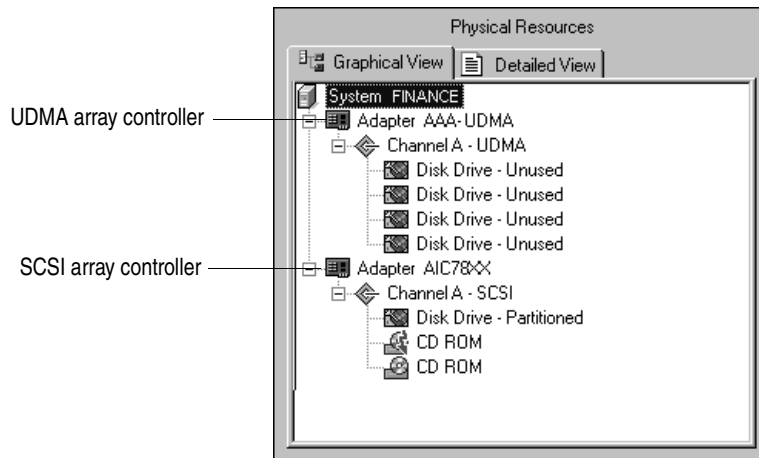 Physical Resources
Graphical View
Detailed View
System FINANCE
UDMA array controller
Adapter AAA-UDMA
Channel A - UDMA
Disk Drive - Unused
Disk Drive - Unused
Disk Drive - Unused
Disk Drive - Unused
SCSI array controller
Adapter AIC78XX
Channel A - SCSI
Disk Drive - Partitioned
CD ROM
CD ROM